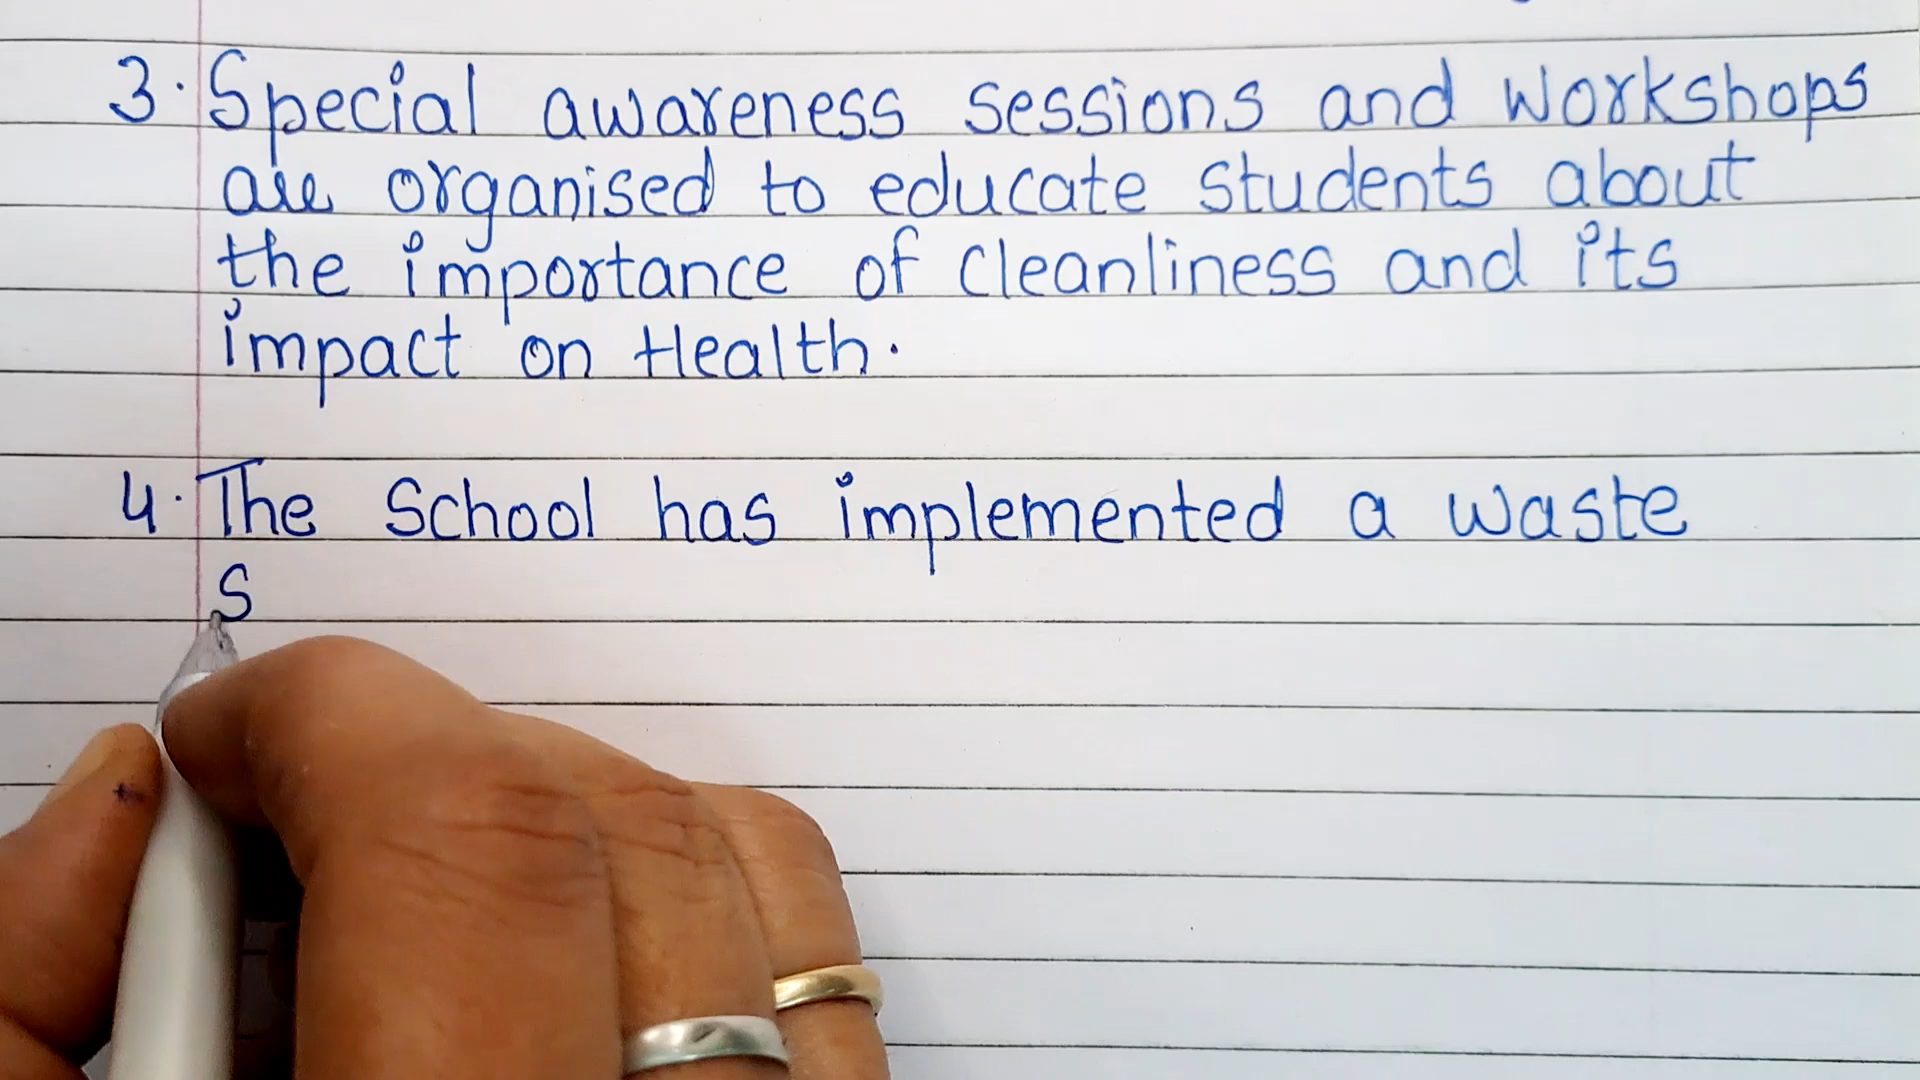 3. Special awareness sessions and workshops
are organised to educate students about
the importance of cleanliness and its
impact on Health.
4. The School has implemented a waste
S